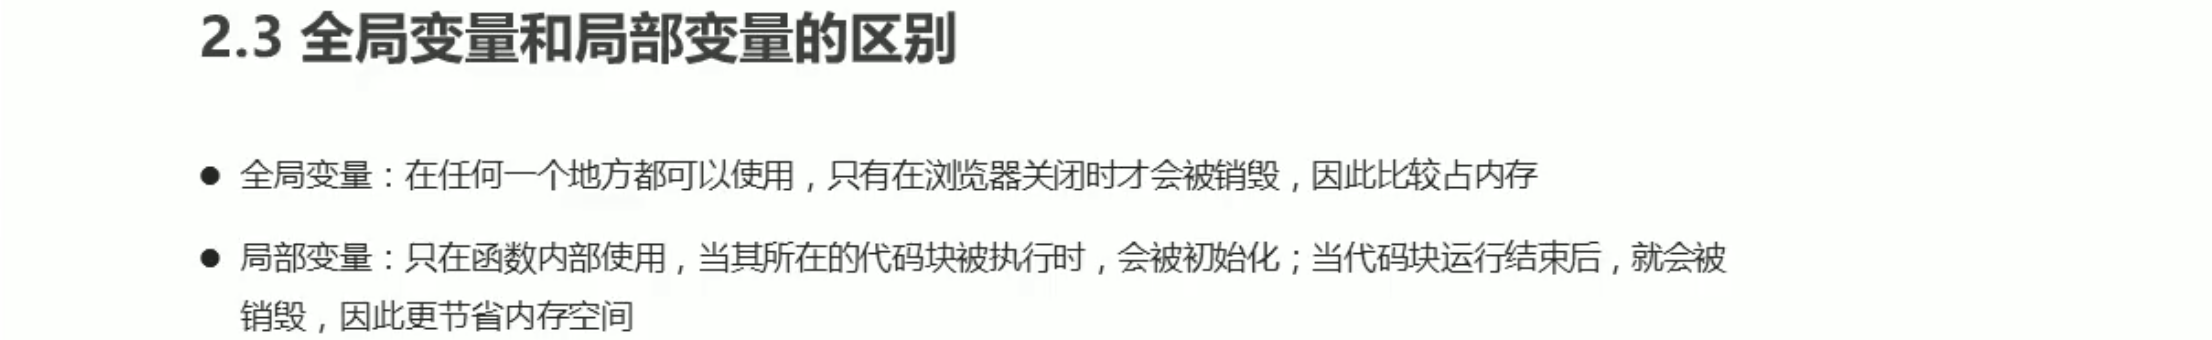 2.3 全局变量和局部变量的区别
● 全局变量：在任何一个地方都可以使用，只有在浏览器关闭时才会被销毁，因此比较占内存
● 局部变量：只在函数内部使用，当其所在的代码块被执行时，会被初始化；当代码块运行结束后，就会被
销毁，因此更节省内存空间